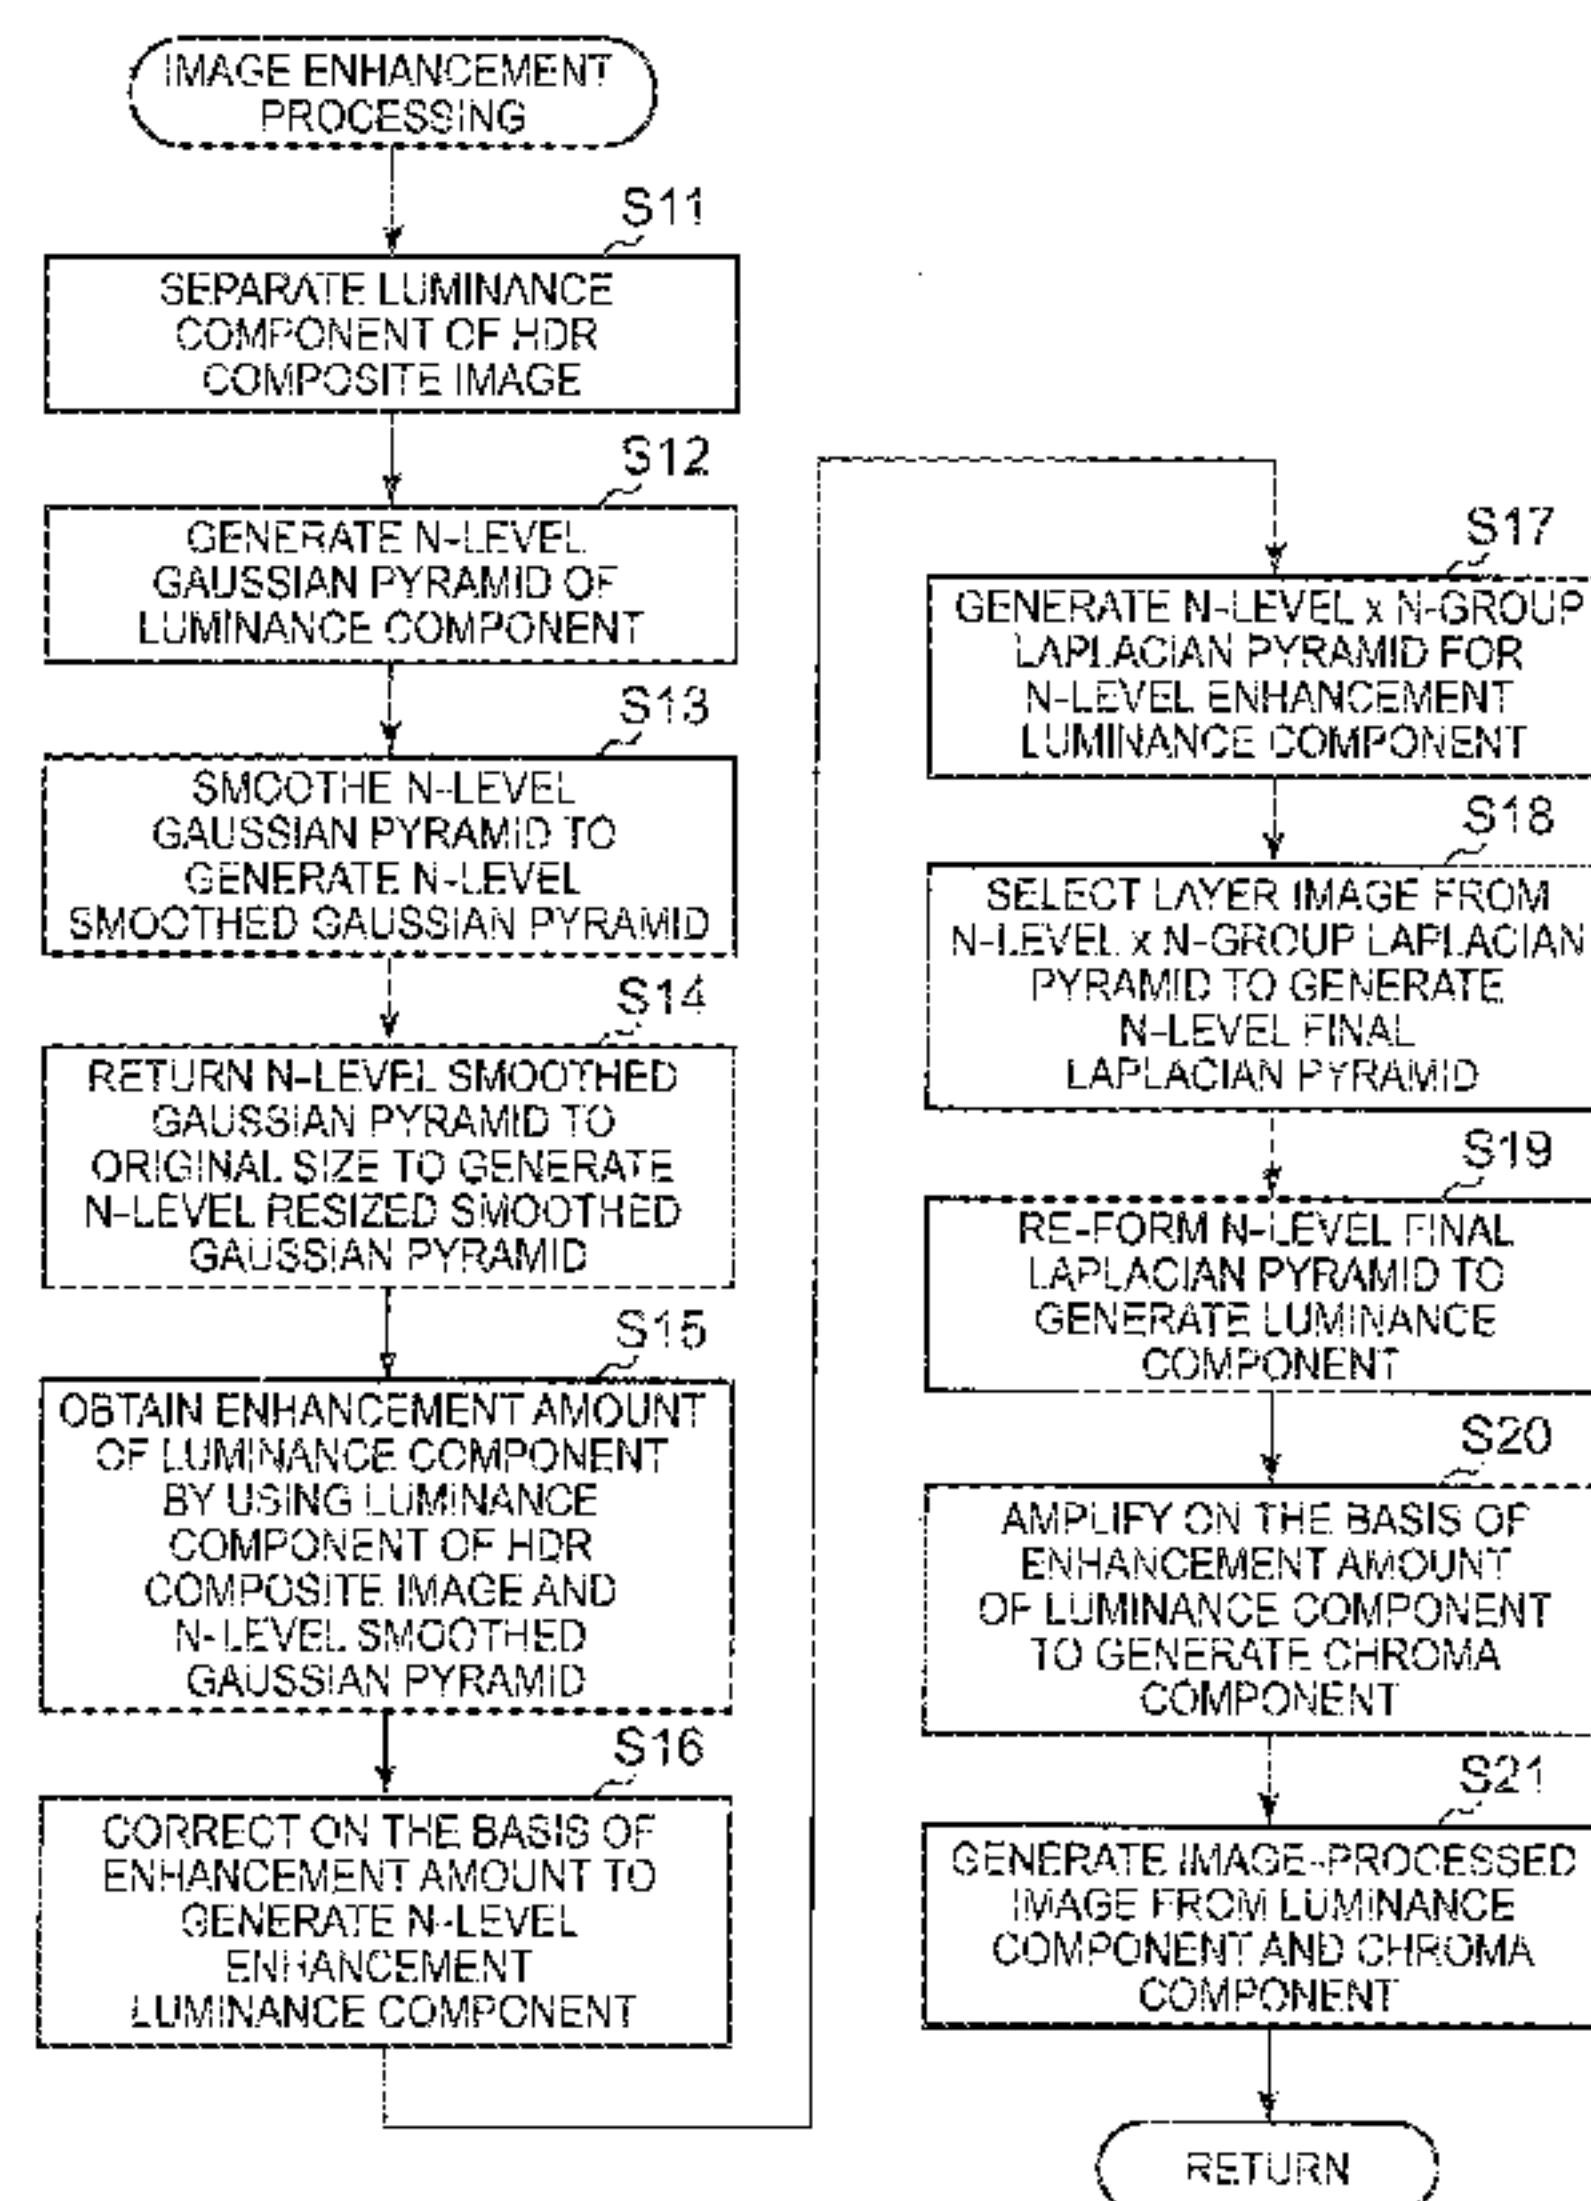 IMAGE ENHANCEMENT
PROCESSING
S11
SEPARATE LUMINANCE
COMPONENT OF HDR
COMPOSITE IMAGE
S12
GENERATE N-LEVEL
GAUSSIAN PYRAMID OF
LUMINANCE COMPONENT
S13
SMOOTHE N-LEVEL
GAUSSIAN PYRAMID TO
GENERATE N-LEVEL
SMOOTHED GAUSSIAN PYRAMID
S14
RETURN N-LEVEL SMOOTHED
GAUSSIAN PYRAMID TO
ORIGINAL SIZE TO GENERATE
N-LEVEL RESIZED SMOOTHED
GAUSSIAN PYRAMID
S15
OBTAIN ENHANCEMENT AMOUNT
OF LUMINANCE COMPONENT
BY USING LUMINANCE
COMPONENT OF HDR
COMPOSITE IMAGE AND
N-LEVEL SMOOTHED
GAUSSIAN PYRAMID
S16
CORRECT ON THE BASIS OF
ENHANCEMENT AMOUNT TO
GENERATE N-LEVEL
ENHANCEMENT
LUMINANCE COMPONENT
S17
GENERATE N-LEVEL x N-GROUP
LAPLACIAN PYRAMID FOR
N-LEVEL ENHANCEMENT
LUMINANCE COMPONENT
S18
SELECT LAYER IMAGE FROM
N-LEVEL x N-GROUP LAPLACIAN
PYRAMID TO GENERATE
N-LEVEL FINAL
LAPLACIAN PYRAMID
S19
RE-FORM N-LEVEL FINAL
LAPLACIAN PYRAMID TO
GENERATE LUMINANCE
COMPONENT
S20
AMPLIFY ON THE BASIS OF
ENHANCEMENT AMOUNT
OF LUMINANCE COMPONENT
TO GENERATE CHROMA
COMPONENT
S21
GENERATE IMAGE-PROCESSED
IMAGE FROM LUMINANCE
COMPONENT AND CHROMA
COMPONENT
RETURN